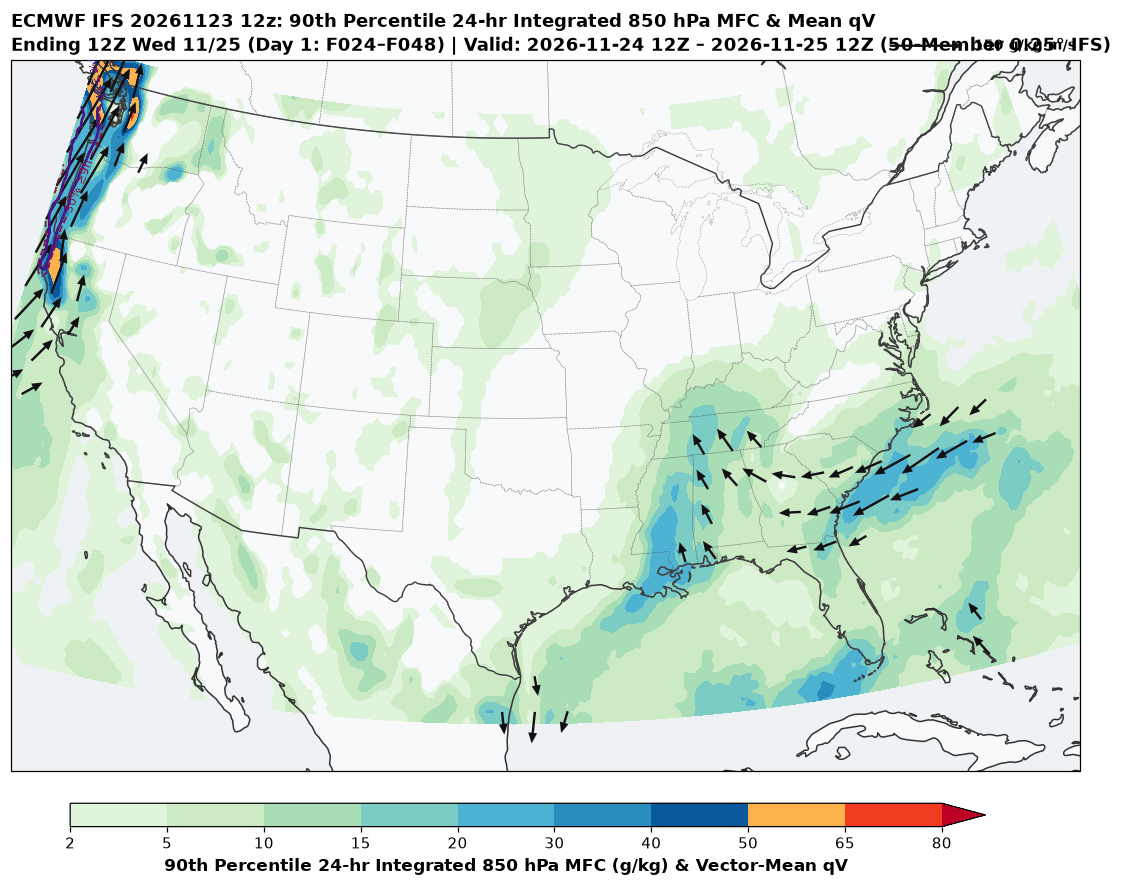 ECMWF IFS 20261123 12z: 90th Percentile 24-hr Integrated 850 hPa MFC & Mean qV
Ending 12Z Wed 11/25 (Day 1: F024–F048) | Valid: 2026-11-24 12Z – 2026-11-25 12Z (50-Member 0.25° IFS)
2 5 10 15 20 30 40 50 65 80
90th Percentile 24-hr Integrated 850 hPa MFC (g/kg) & Vector-Mean qV